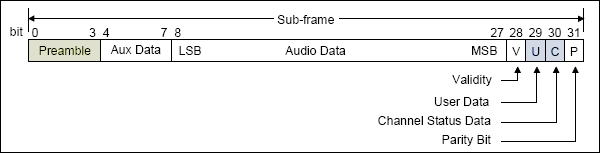 Sub-frame
bit 0 3 4 7 8 27 28 29 30 31
Preamble Aux Data LSB Audio Data MSB V U C P
Validity
User Data
Channel Status Data
Parity Bit